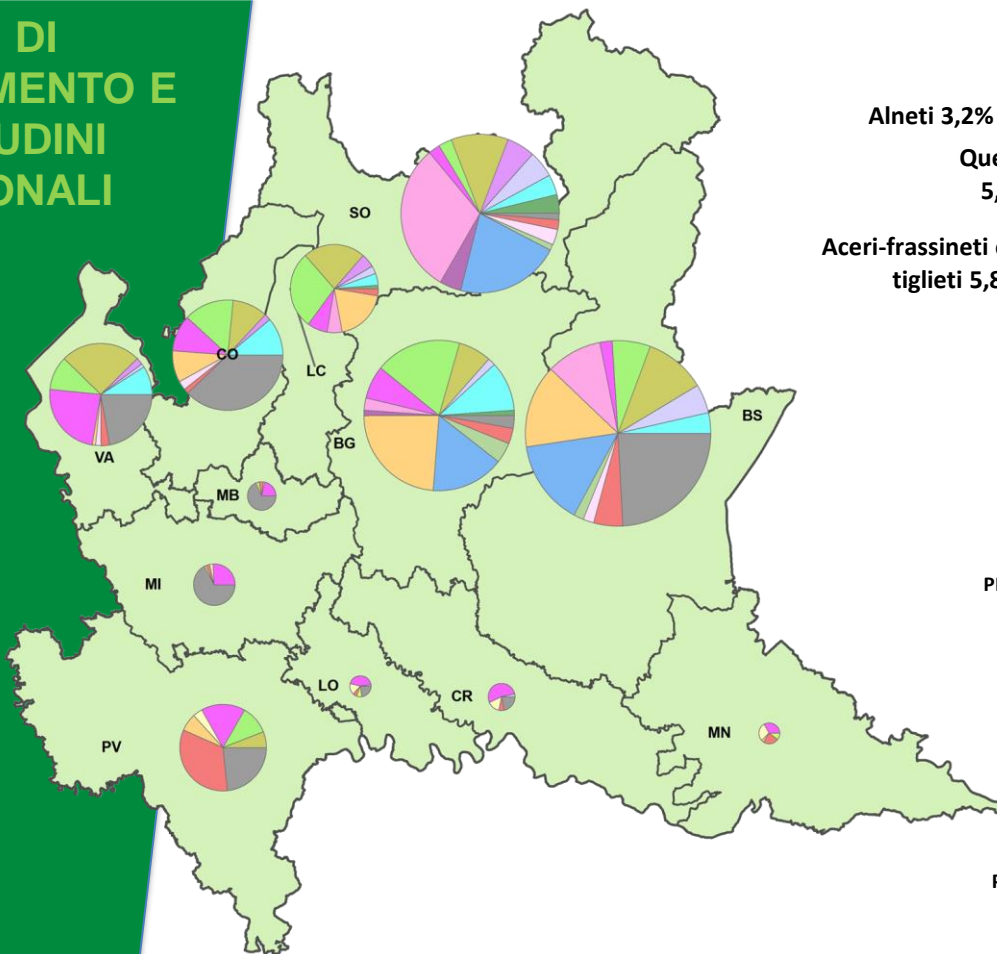 DI
MENTO E
UDINI
ONALI
Alneti 3,2%
Que
5,
Aceri-frassineti
tiglieti 5,8
SO
CO
LC
VA
BG
BS
MB
MI
LO
CR
MN
PV